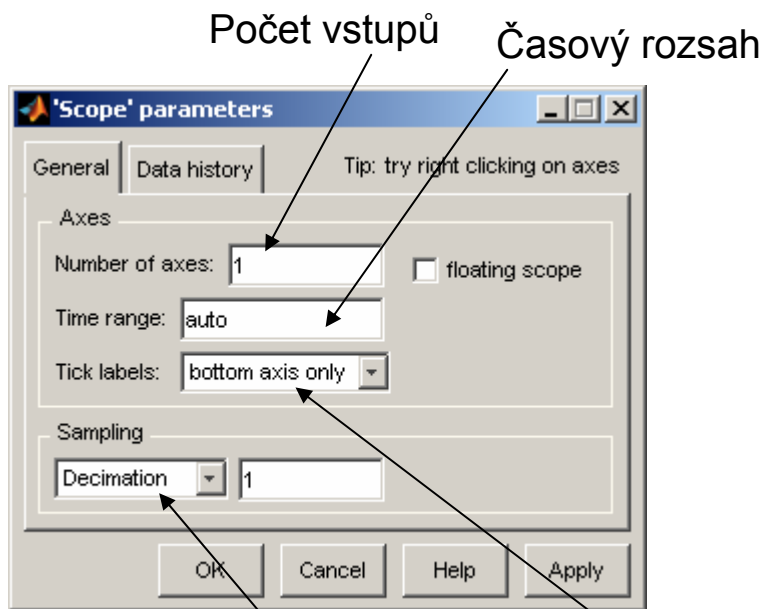 Počet vstupů
Časový rozsah
'Scope' parameters
General
Data history
Tip: try right clicking on axes
Axes
Number of axes: 1
floating scope
Time range: auto
Tick labels: bottom axis only
Sampling
Decimation 1
OK
Cancel
Help
Apply